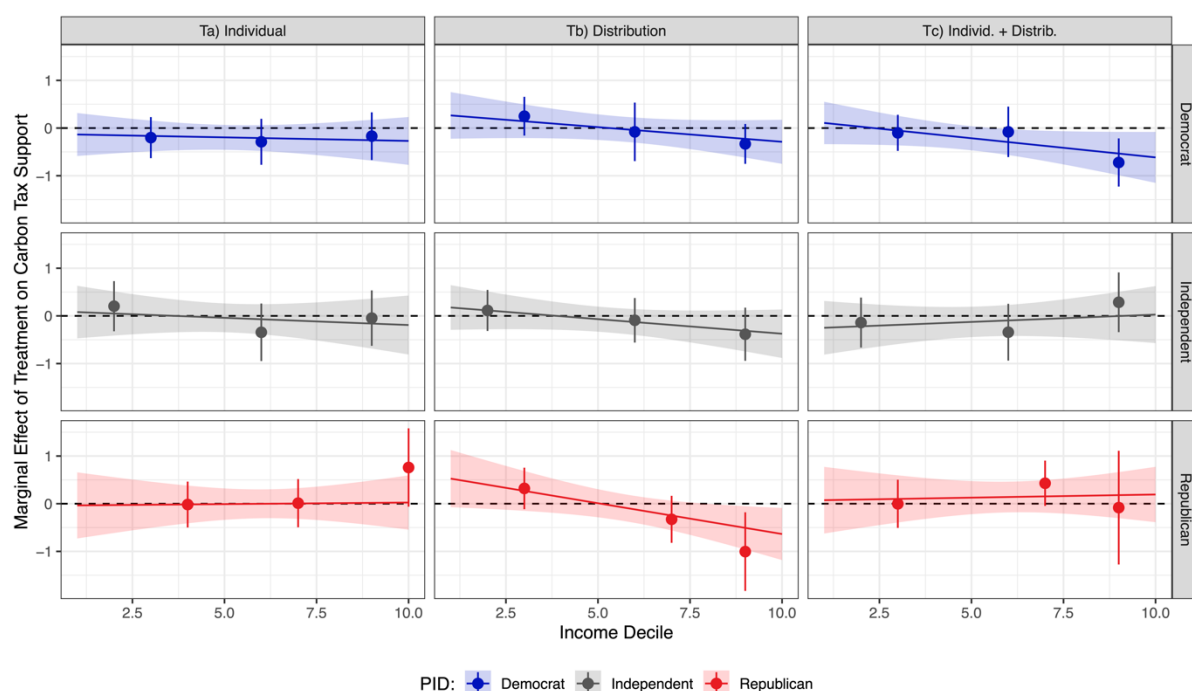 Ta) Individual
Tb) Distribution
Tc) Individ. + Distrib.
Marginal Effect of Treatment on Carbon Tax Support
1
0
−1
Democrat
1
0
−1
Independent
1
0
−1
Republican
2.5 5.0 7.5 10.0
2.5 5.0 7.5 10.0
2.5 5.0 7.5 10.0
Income Decile
PID: Democrat Independent Republican